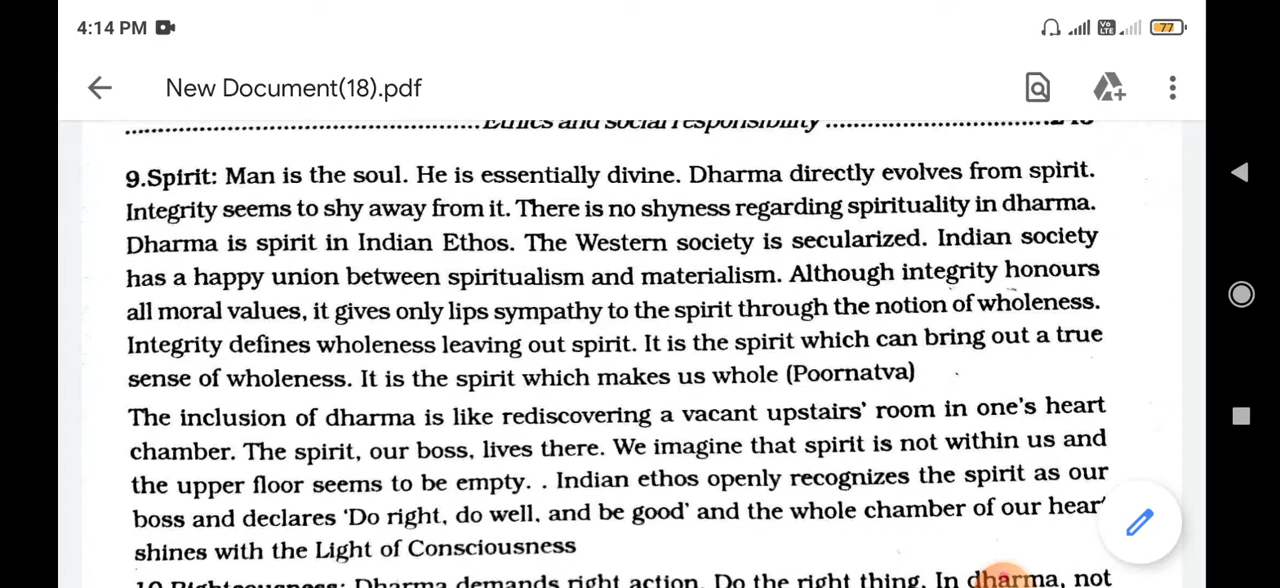 4:14 PM
Vo LTE
77
New Document(18).pdf
Ethics and social responsibility
9.Spirit: Man is the soul. He is essentially divine. Dharma directly evolves from spirit.
Integrity seems to shy away from it. There is no shyness regarding spirituality in dharma.
Dharma is spirit in Indian Ethos. The Western society is secularized. Indian society
has a happy union between spiritualism and materialism. Although integrity honours
all moral values, it gives only lips sympathy to the spirit through the notion of wholeness.
Integrity defines wholeness leaving out spirit. It is the spirit which can bring out a true
sense of wholeness. It is the spirit which makes us whole (Poornatva)
The inclusion of dharma is like rediscovering a vacant upstairs' room in one's heart
chamber. The spirit, our boss, lives there. We imagine that spirit is not within us and
the upper floor seems to be empty. . Indian ethos openly recognizes the spirit as our
boss and declares 'Do right, do well, and be good' and the whole chamber of our hear
shines with the Light of Consciousness
10.Righteousness: Dharma demands right action. Do the right thing. In dharma, not